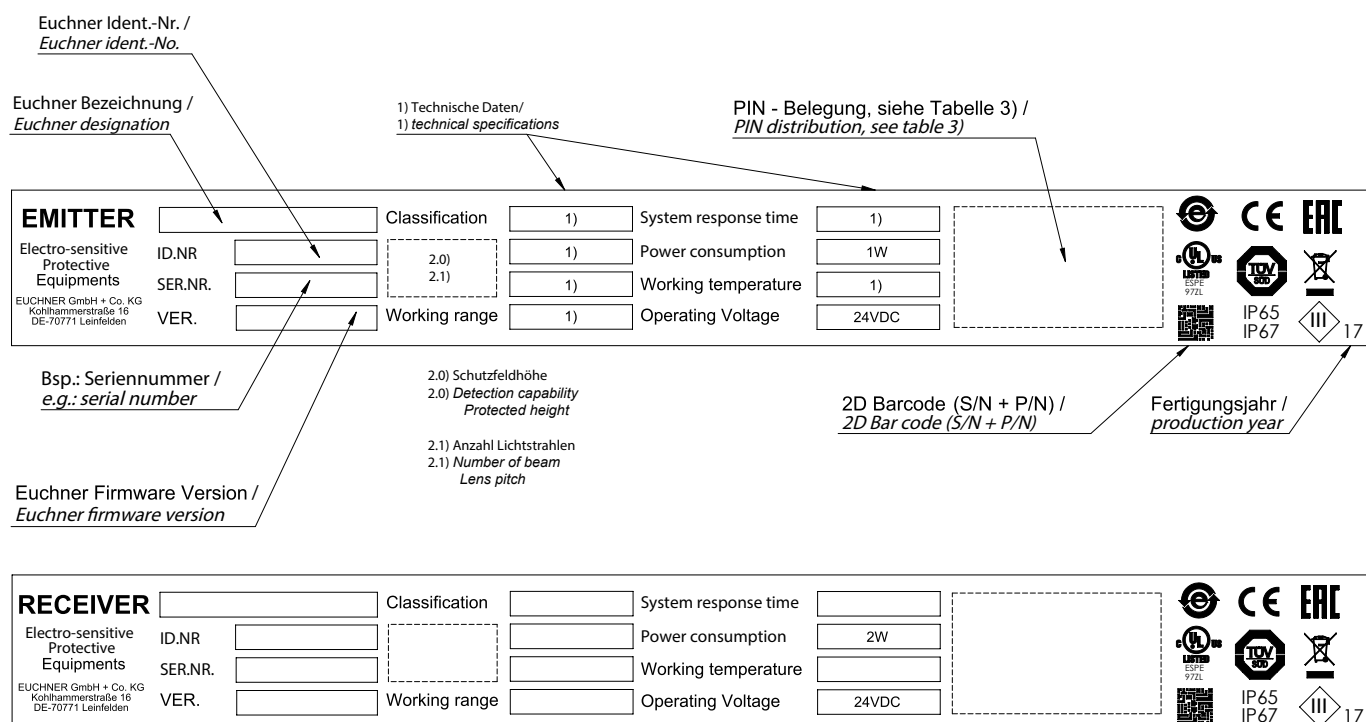 Euchner Ident.-Nr. /
Euchner ident.-No.
Euchner Bezeichnung /
Euchner designation
1) Technische Daten/
1) technical specifications
PIN - Belegung, siehe Tabelle 3) /
PIN distribution, see table 3)
EMITTER
Electro-sensitive
Protective
Equipments
EUCHNER GmbH + Co. KG
Kohlhammerstraße 16
DE-70771 Leinfelden
ID.NR
SER.NR.
VER.
Classification 1)
2.0) 1)
2.1) 1)
Working range 1)
System response time 1)
Power consumption 1W
Working temperature 1)
Operating Voltage 24VDC
e CE EAC
C UL US
LISTED
ESPE
97ZL
TÜV
SÜD
IP65
IP67
III
17
Bsp.: Seriennummer /
e.g.: serial number
2.0) Schutzfeldhöhe
2.0) Detection capability
Protected height
2.1) Anzahl Lichtstrahlen
2.1) Number of beam
Lens pitch
2D Barcode (S/N + P/N) /
2D Bar code (S/N + P/N)
Fertigungsjahr /
production year
Euchner Firmware Version /
Euchner firmware version
RECEIVER
Electro-sensitive
Protective
Equipments
EUCHNER GmbH + Co. KG
Kohlhammerstraße 16
DE-70771 Leinfelden
ID.NR
SER.NR.
VER.
Classification
Working range
System response time
Power consumption 2W
Working temperature
Operating Voltage 24VDC
e CE EAC
C UL US
LISTED
ESPE
97ZL
TÜV
SÜD
IP65
IP67
III
17